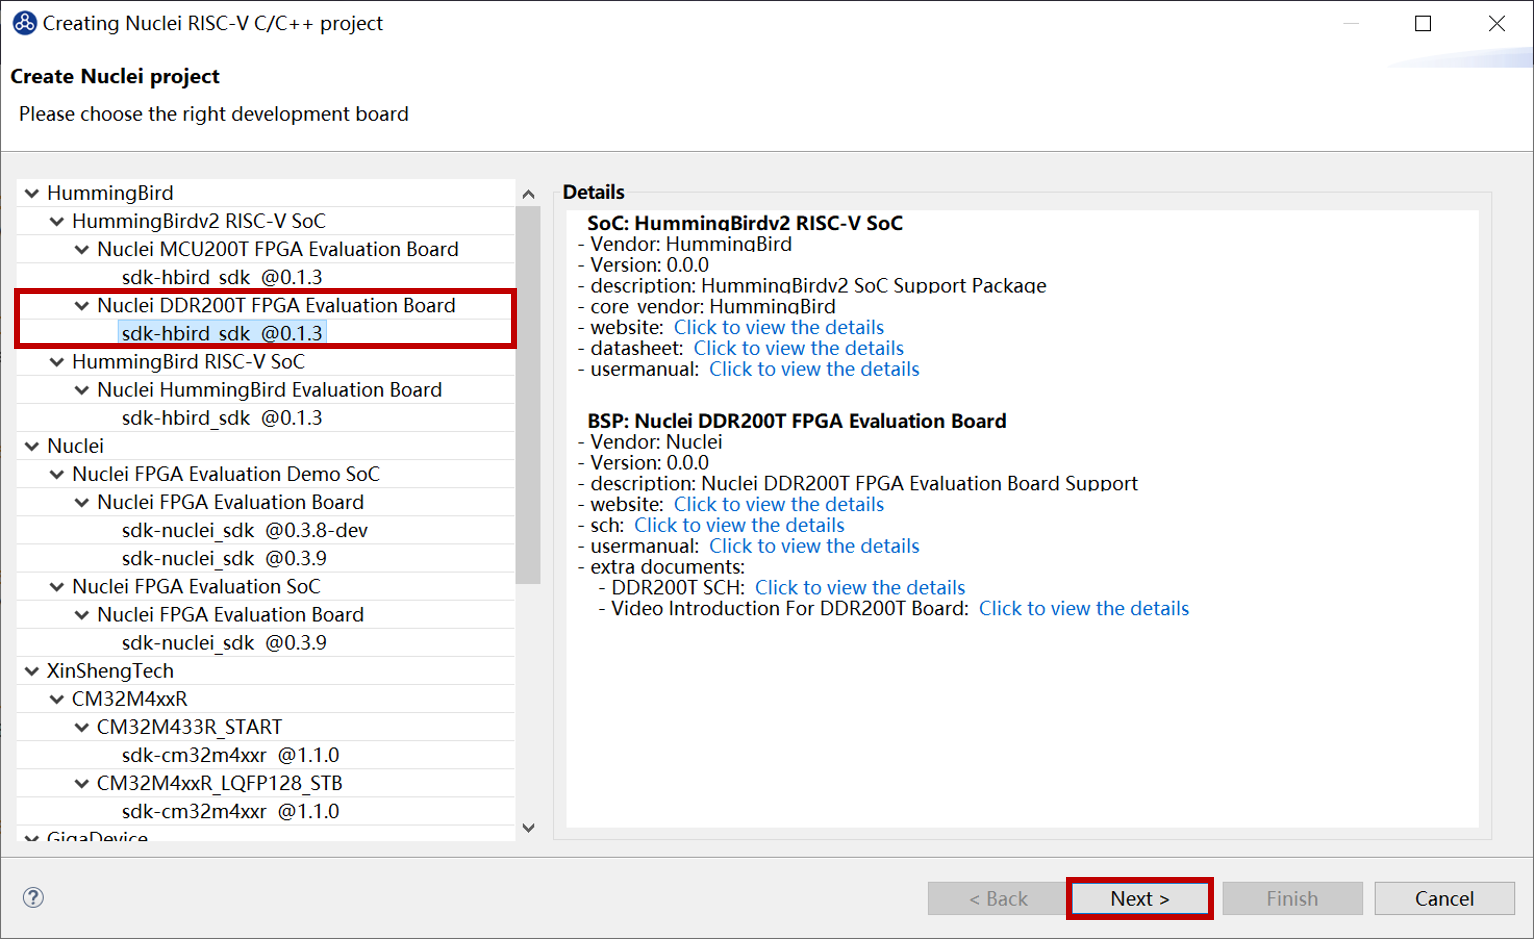 Creating Nuclei RISC-V C/C++ project
Create Nuclei project
Please choose the right development board
HummingBird
HummingBirdv2 RISC-V SoC
Nuclei MCU200T FPGA Evaluation Board
sdk-hbird_sdk @0.1.3
Nuclei DDR200T FPGA Evaluation Board
sdk-hbird_sdk @0.1.3
HummingBird RISC-V SoC
Nuclei HummingBird Evaluation Board
sdk-hbird_sdk @0.1.3
Nuclei
Nuclei FPGA Evaluation Demo SoC
Nuclei FPGA Evaluation Board
sdk-nuclei_sdk @0.3.8-dev
sdk-nuclei_sdk @0.3.9
Nuclei FPGA Evaluation SoC
Nuclei FPGA Evaluation Board
sdk-nuclei_sdk @0.3.9
XinShengTech
CM32M4xxR
CM32M433R_START
sdk-cm32m4xxr @1.1.0
CM32M4xxR_LQFP128_STB
sdk-cm32m4xxr @1.1.0
GigaDevice
Details
SoC: HummingBirdv2 RISC-V SoC
- Vendor: HummingBird
- Version: 0.0.0
- description: HummingBirdv2 SoC Support Package
- core_vendor: HummingBird
- website: Click to view the details
- datasheet: Click to view the details
- usermanual: Click to view the details
BSP: Nuclei DDR200T FPGA Evaluation Board
- Vendor: Nuclei
- Version: 0.0.0
- description: Nuclei DDR200T FPGA Evaluation Board Support
- website: Click to view the details
- sch: Click to view the details
- usermanual: Click to view the details
- extra documents:
- DDR200T SCH: Click to view the details
- Video Introduction For DDR200T Board: Click to view the details
?
< Back
Next >
Finish
Cancel